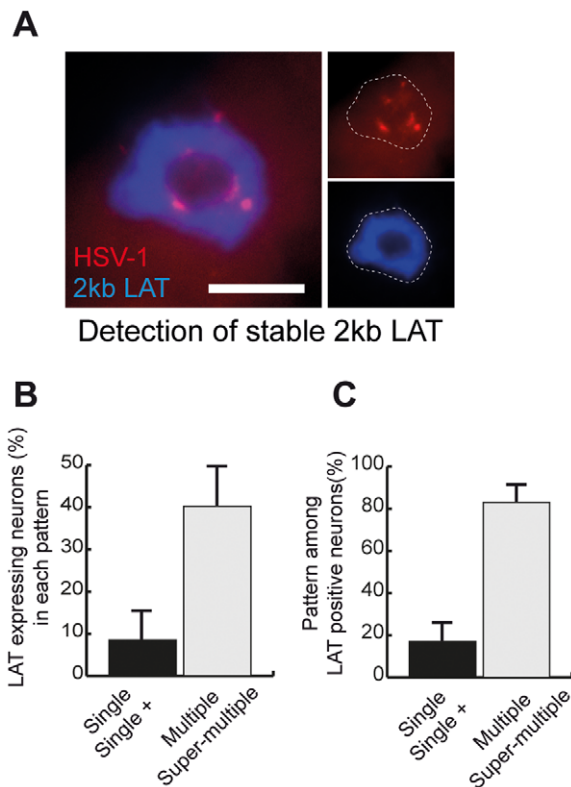 A
HSV-1
2kb LAT
Detection of stable 2kb LAT
B
LAT expressing neurons (%)
in each pattern
50
40
30
20
10
0
Single
Single +
Multiple
Super-multiple
C
Pattern among
LAT positive neurons(%)
100
80
60
40
20
0
Single
Single +
Multiple
Super-multiple